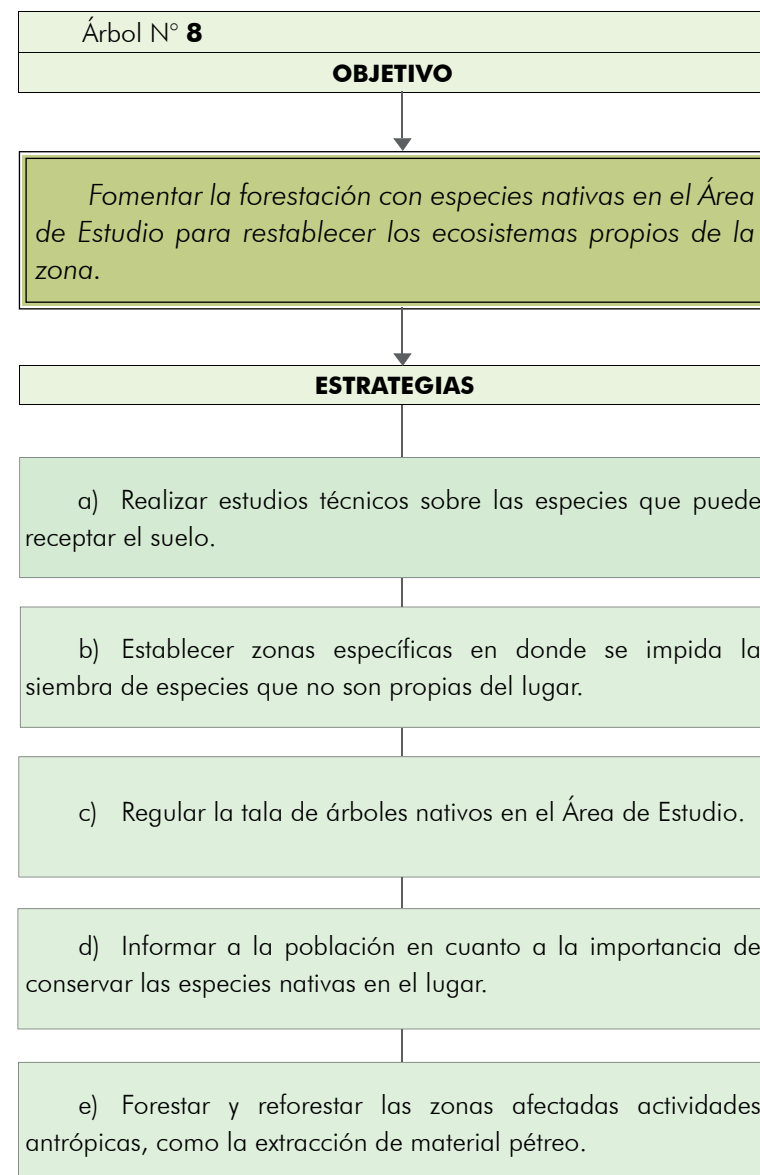 Árbol N° 8
OBJETIVO
Fomentar la forestación con especies nativas en el Área
de Estudio para restablecer los ecosistemas propios de la
zona.
ESTRATEGIAS
a) Realizar estudios técnicos sobre las especies que puede
receptar el suelo.
b) Establecer zonas específicas en donde se impida la
siembra de especies que no son propias del lugar.
c) Regular la tala de árboles nativos en el Área de Estudio.
d) Informar a la población en cuanto a la importancia de
conservar las especies nativas en el lugar.
e) Forestar y reforestar las zonas afectadas actividades
antrópicas, como la extracción de material pétreo.